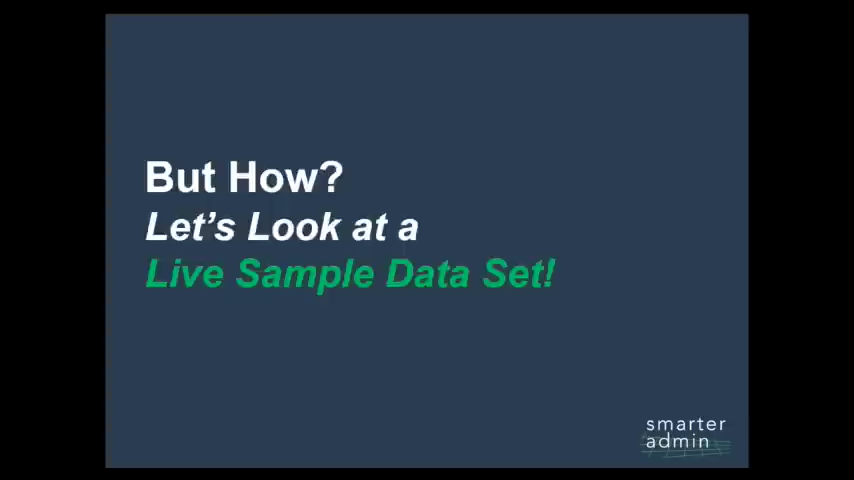 But How?
Let's Look at a
Live Sample Data Set!
smarter
admin